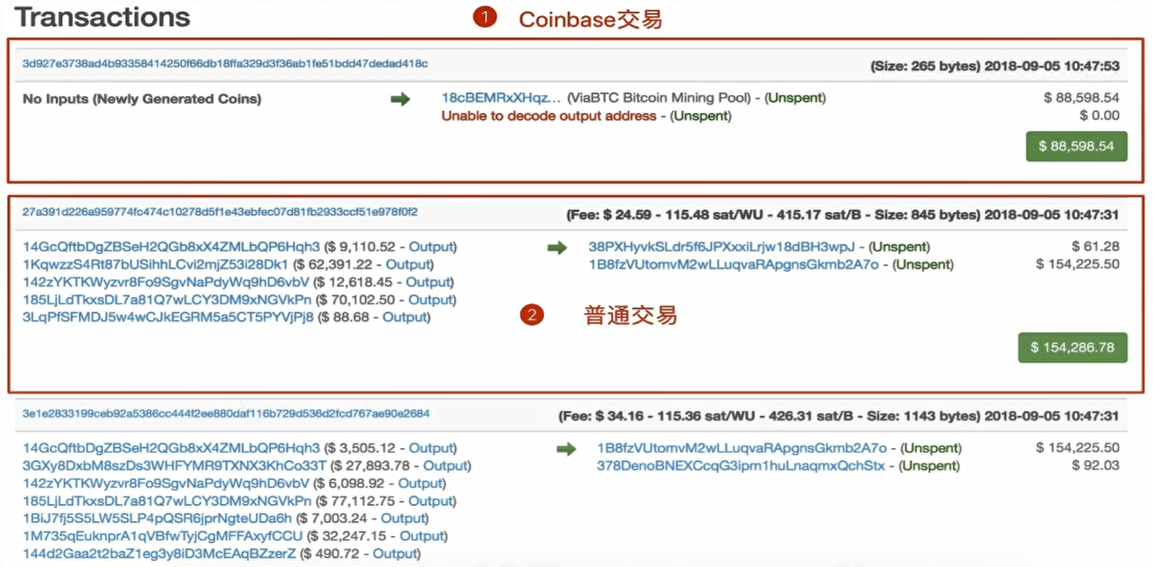 Transactions
1 Coinbase交易
3d927e3738ad4b93358414250f66db18ffa329d3f36ab1fe51bdd47dedad418c (Size: 265 bytes) 2018-09-05 10:47:53
No Inputs (Newly Generated Coins) 18cBEMRxXHqz... (ViaBTC Bitcoin Mining Pool) - (Unspent) $ 88,598.54
Unable to decode output address - (Unspent) $ 0.00
$ 88,598.54
27a391d226a959774fc474c10278d5f1e43ebfec07d81fb2933ccf51e978f0f2 (Fee: $ 24.59 - 115.48 sat/WU - 415.17 sat/B - Size: 845 bytes) 2018-09-05 10:47:31
14GcQftbDgZBSeH2QGb8xX4ZMLbQP6Hqh3 ($ 9,110.52 - Output) 38PXHyvkSLdr5f6JPXxxiLrjw18dBH3wpJ - (Unspent) $ 61.28
1KqwzzS4Rt87bUSihhLCvi2mjZ53i28Dk1 ($ 62,391.22 - Output) 1B8fzVUtomvM2wLLuqvaRApgnsGkmb2A7o - (Unspent) $ 154,225.50
142zYKTKWyzvr8Fo9SgvNaPdyWq9hD6vbV ($ 12,618.45 - Output)
185LjLdTkxsDL7a81Q7wLCY3DM9xNGVkPn ($ 70,102.50 - Output)
3LqPfSFMDJ5w4wCJkEGRM5a5CT5PYVjPj8 ($ 88.68 - Output)
2 普通交易
$ 154,286.78
3e1e2833199ceb92a5386cc444f2ee880daf116b729d536d2fcd767ae90e2684 (Fee: $ 34.16 - 115.36 sat/WU - 426.31 sat/B - Size: 1143 bytes) 2018-09-05 10:47:31
14GcQftbDgZBSeH2QGb8xX4ZMLbQP6Hqh3 ($ 3,505.12 - Output) 1B8fzVUtomvM2wLLuqvaRApgnsGkmb2A7o - (Unspent) $ 154,225.50
3GXy8DxbM8szDs3WHFYMR9TXNX3KhCo33T ($ 27,893.78 - Output) 378DenoBNEXCcqG3ipm1huLnaqmxQchStx - (Unspent) $ 92.03
142zYKTKWyzvr8Fo9SgvNaPdyWq9hD6vbV ($ 6,098.92 - Output)
185LjLdTkxsDL7a81Q7wLCY3DM9xNGVkPn ($ 77,112.75 - Output)
1BiJ7fj5S5LW5SLP4pQSR6jprNgteUDa6h ($ 7,003.24 - Output)
1M735qEuknprA1qVBfwTyjCgMFFAxyfCCU ($ 32,247.15 - Output)
144d2Gaa2t2baZ1eg3y8iD3McEAqBZzerZ ($ 490.72 - Output)